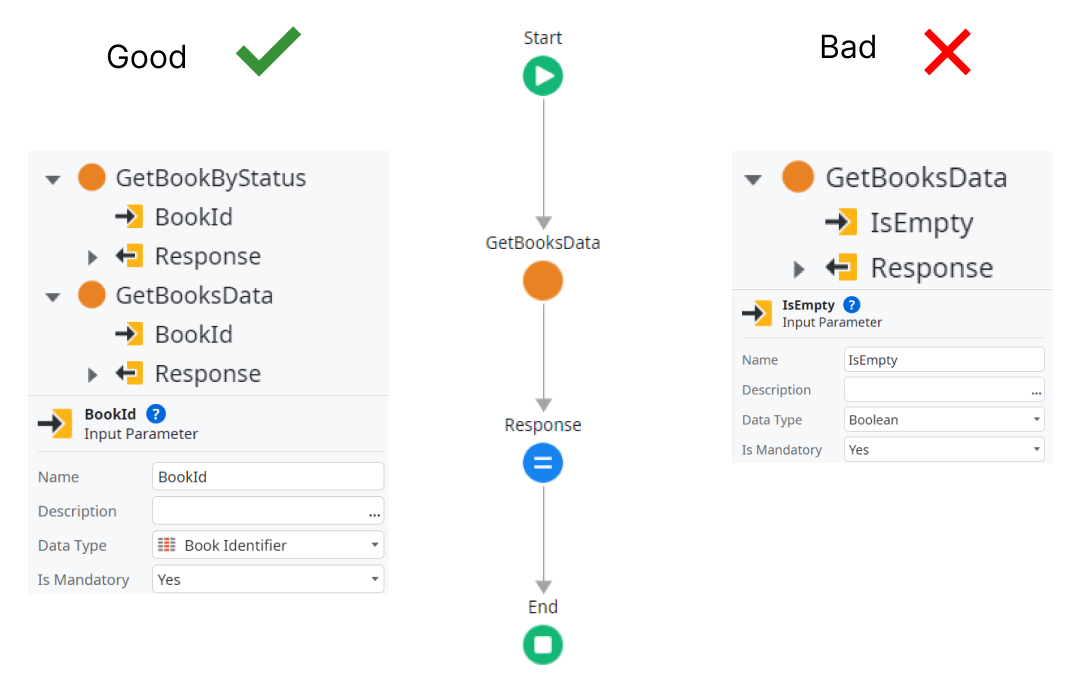 Good
GetBookByStatus
BookId
Response
GetBooksData
BookId
Response
BookId ?
Input Parameter
Name BookId
Description ...
Data Type Book Identifier
Is Mandatory Yes
Start
GetBooksData
Response
End
Bad
GetBooksData
IsEmpty
Response
IsEmpty ?
Input Parameter
Name IsEmpty
Description ...
Data Type Boolean
Is Mandatory Yes